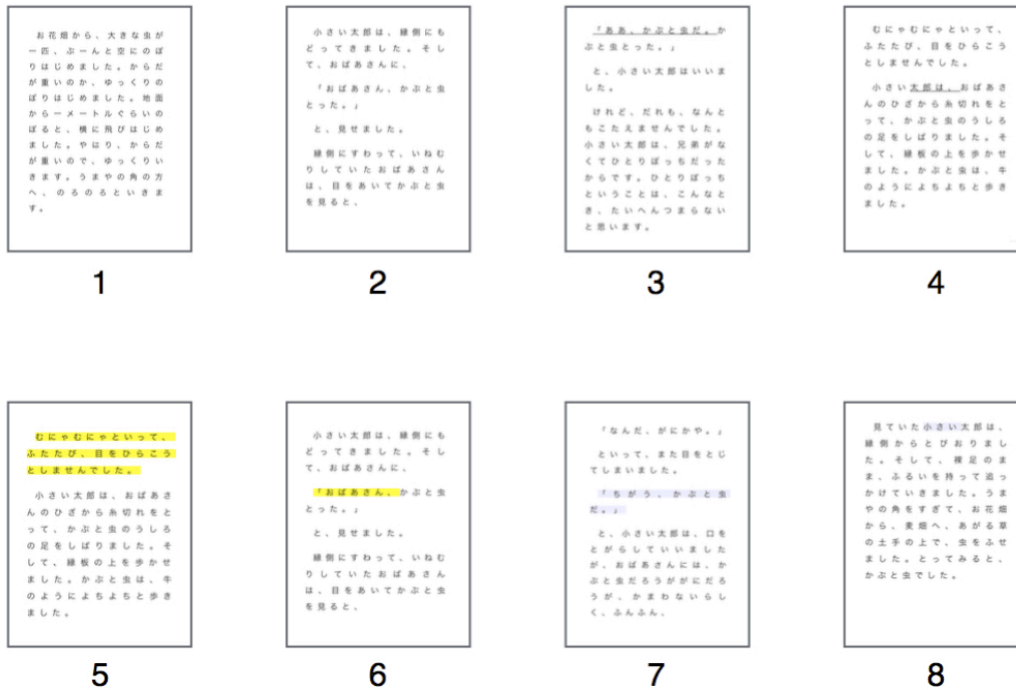 お花畑から、大きな虫が
一匹、ぶーんと空にのぼ
りはじめました。からだ
が重いのか、ゆっくりの
ぼりはじめました。地面
から一メートルぐらいの
ぼると、横に飛びはじめ
ました。やはり、からだ
が重いので、ゆっくりい
きます。うまやの角の方
へ、のろのろといきま
す。
1
小さい太郎は、縁側にも
どってきました。そし
て、おばあさんに、
「おばあさん、かぶと虫
とった。」
と、見せました。
縁側にすわって、いねむ
りしていたおばあさん
は、目をあいてかぶと虫
を見ると、
2
「ああ、かぶと虫だ。か
ぶと虫とった。」
と、小さい太郎はいいま
した。
けれど、だれも、なんと
もこたえませんでした。
小さい太郎は、兄弟がな
くてひとりぼっちだった
からです。ひとりぼっち
ということは、こんなと
き、たいへんつまらない
と思います。
3
むにゃむにゃといって、
ふたたび、目をひらこう
としませんでした。
小さい太郎は、おばあさ
んのひざから糸切れをと
って、かぶと虫のうしろ
の足をしばりました。そ
して、縁板の上を歩かせ
ました。かぶと虫は、牛
のようによちよちと歩き
ました。
4
むにゃむにゃといって、
ふたたび、目をひらこう
としませんでした。
小さい太郎は、おばあさ
んのひざから糸切れをと
って、かぶと虫のうしろ
の足をしばりました。そ
して、縁板の上を歩かせ
ました。かぶと虫は、牛
のようによちよちと歩き
ました。
5
小さい太郎は、縁側にも
どってきました。そし
て、おばあさんに、
「おばあさん、かぶと虫
とった。」
と、見せました。
縁側にすわって、いねむ
りしていたおばあさん
は、目をあいてかぶと虫
を見ると、
6
「なんだ、がにかや。」
といって、また目をとじ
てしまいました。
「ちがう、かぶと虫
だ。」
と、小さい太郎は、口を
とがらしていいました
が、おばあさんには、か
ぶと虫だろうががにだろ
うが、かまわないらし
く、ふんふん、
7
見ていた小さい太郎は、
縁側からとびおりまし
た。そして、裸足のま
ま、ふるいを持って追っ
かけていきました。うま
やの角をすぎて、お花畑
から、麦畑へ、あがる草
の土手の上で、虫をふせ
ました。とってみると、
かぶと虫でした。
8